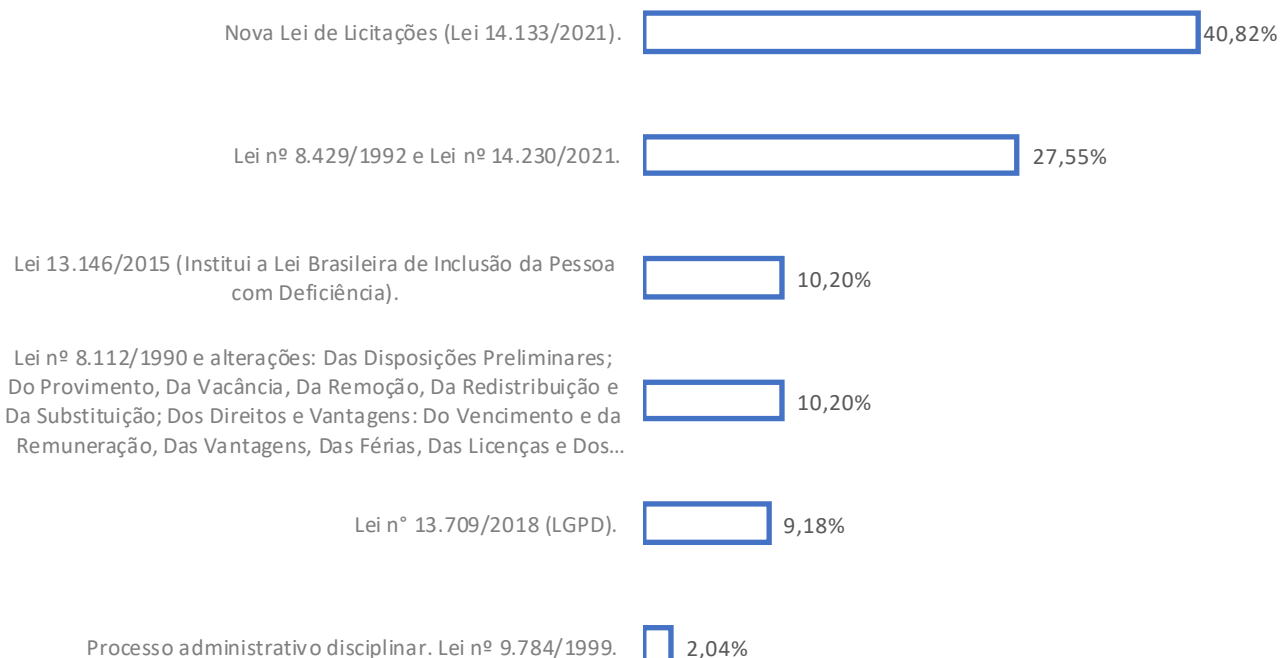 Nova Lei de Licitações (Lei 14.133/2021).
40,82%
Lei nº 8.429/1992 e Lei nº 14.230/2021.
27,55%
Lei 13.146/2015 (Institui a Lei Brasileira de Inclusão da Pessoa
com Deficiência).
10,20%
Lei nº 8.112/1990 e alterações: Das Disposições Preliminares;
Do Provimento, Da Vacância, Da Remoção, Da Redistribuição e
Da Substituição; Dos Direitos e Vantagens: Do Vencimento e da
Remuneração, Das Vantagens, Das Férias, Das Licenças e Dos...
10,20%
Lei n° 13.709/2018 (LGPD).
9,18%
Processo administrativo disciplinar. Lei nº 9.784/1999.
2,04%